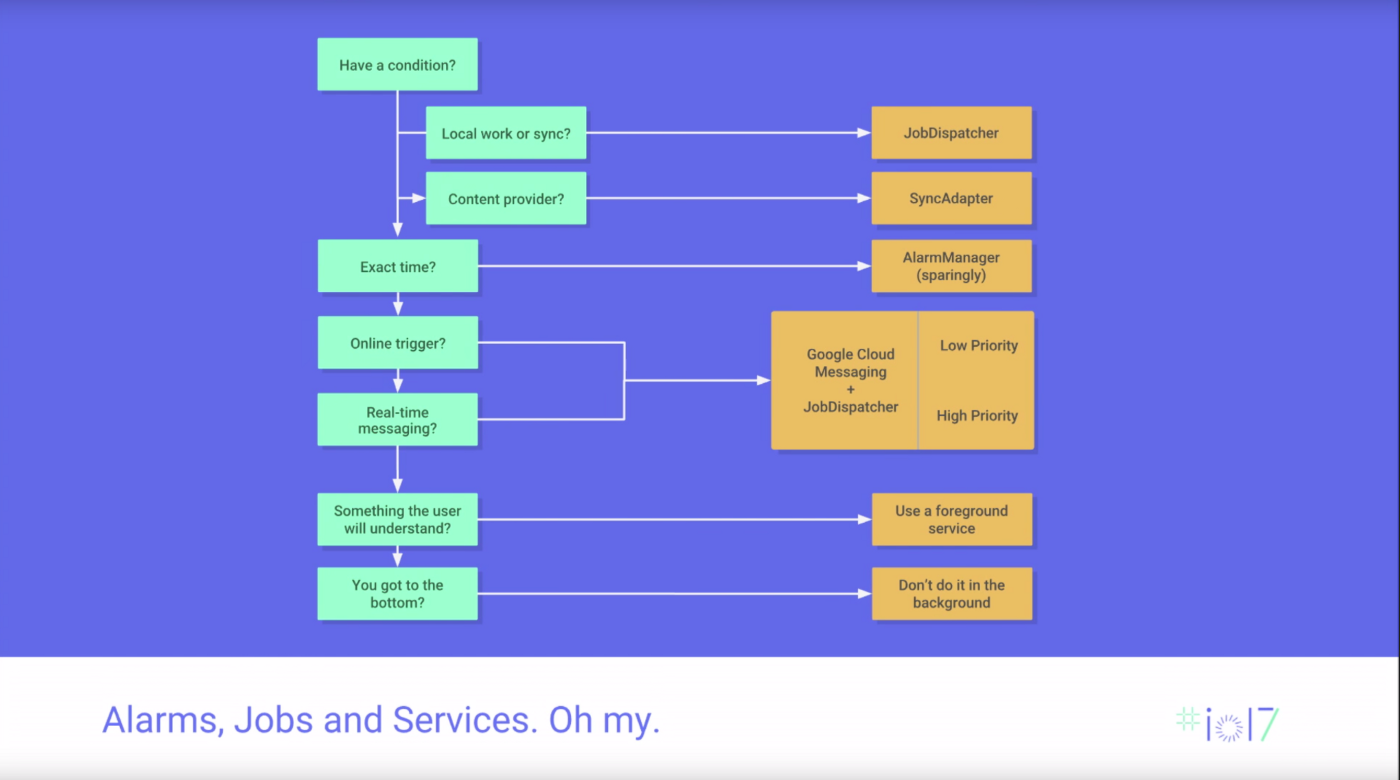 Have a condition?
Local work or sync?
JobDispatcher
Content provider?
SyncAdapter
Exact time?
AlarmManager
(sparingly)
Online trigger?
Real-time
messaging?
Google Cloud
Messaging
+
JobDispatcher
Low Priority
High Priority
Something the user
will understand?
Use a foreground
service
You got to the
bottom?
Don’t do it in the
background
Alarms, Jobs and Services. Oh my.
#io17